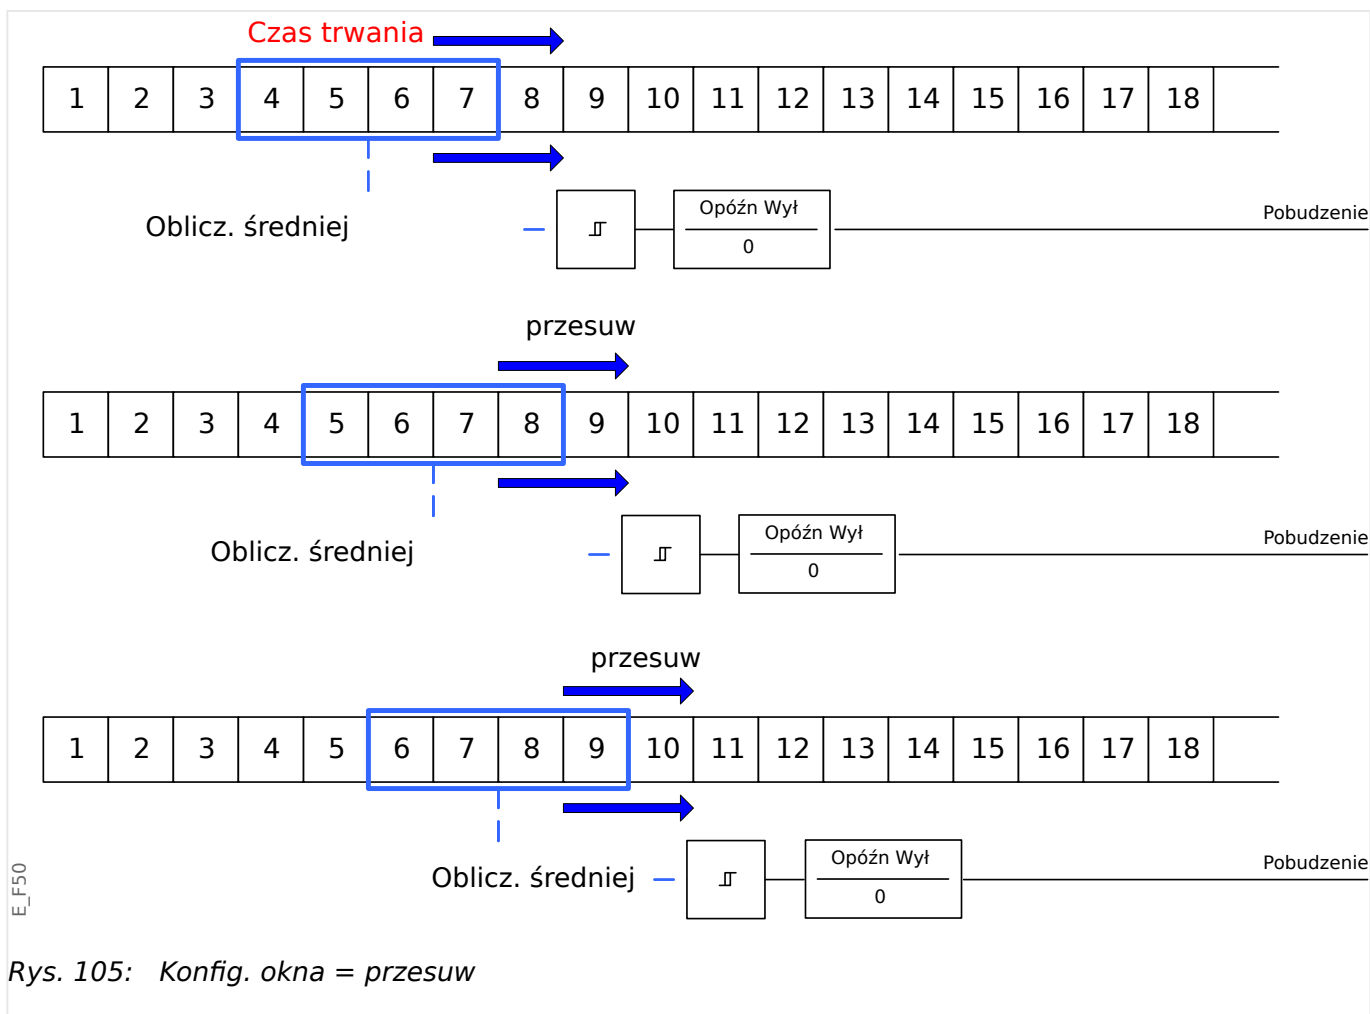 Czas trwania
1 2 3 4 5 6 7 8 9 10 11 12 13 14 15 16 17 18
Opóźn Wył
0
Oblicz. średniej
Pobudzenie
przesuw
1 2 3 4 5 6 7 8 9 10 11 12 13 14 15 16 17 18
Opóźn Wył
0
Oblicz. średniej
Pobudzenie
przesuw
1 2 3 4 5 6 7 8 9 10 11 12 13 14 15 16 17 18
Opóźn Wył
0
Oblicz. średniej
Pobudzenie
E_F50
Rys. 105: Konfig. okna = przesuw